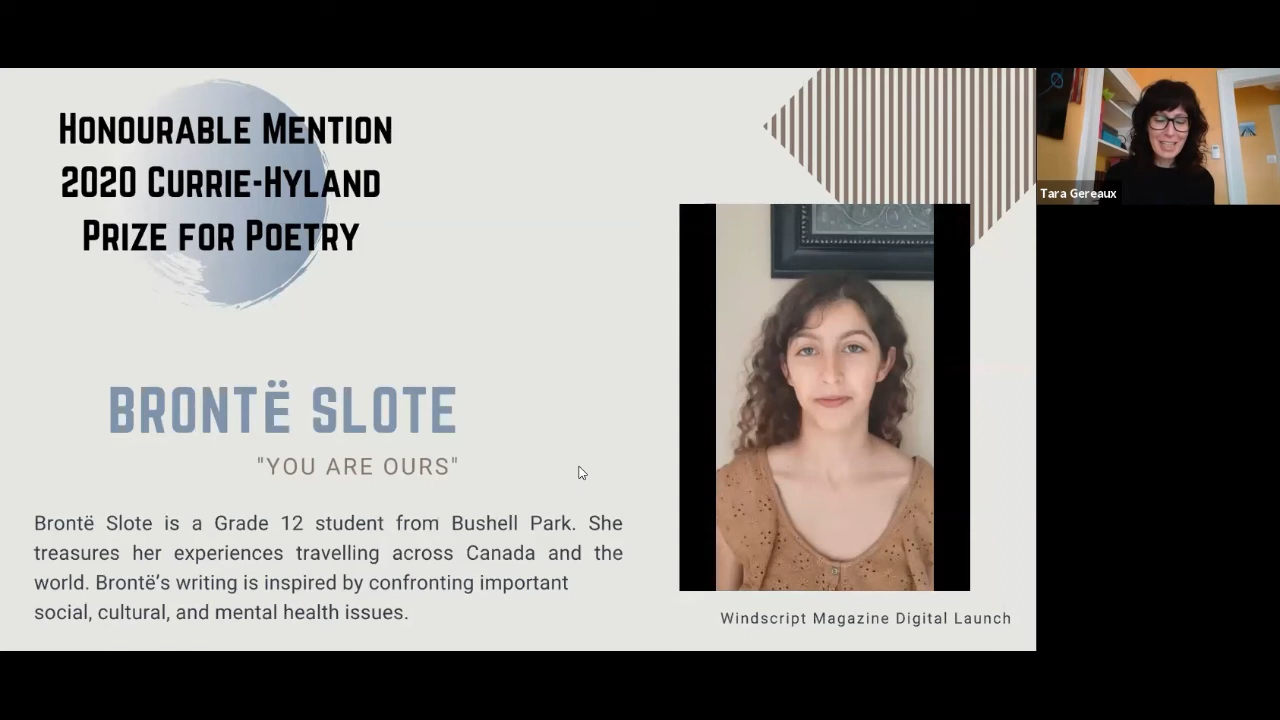 Honourable Mention
2020 Currie-Hyland
Prize for Poetry
Tara Gereaux
BRONTË SLOTE
"YOU ARE OURS"
Brontë Slote is a Grade 12 student from Bushell Park. She
treasures her experiences travelling across Canada and the
world. Brontë's writing is inspired by confronting important
social, cultural, and mental health issues.
Windscript Magazine Digital Launch